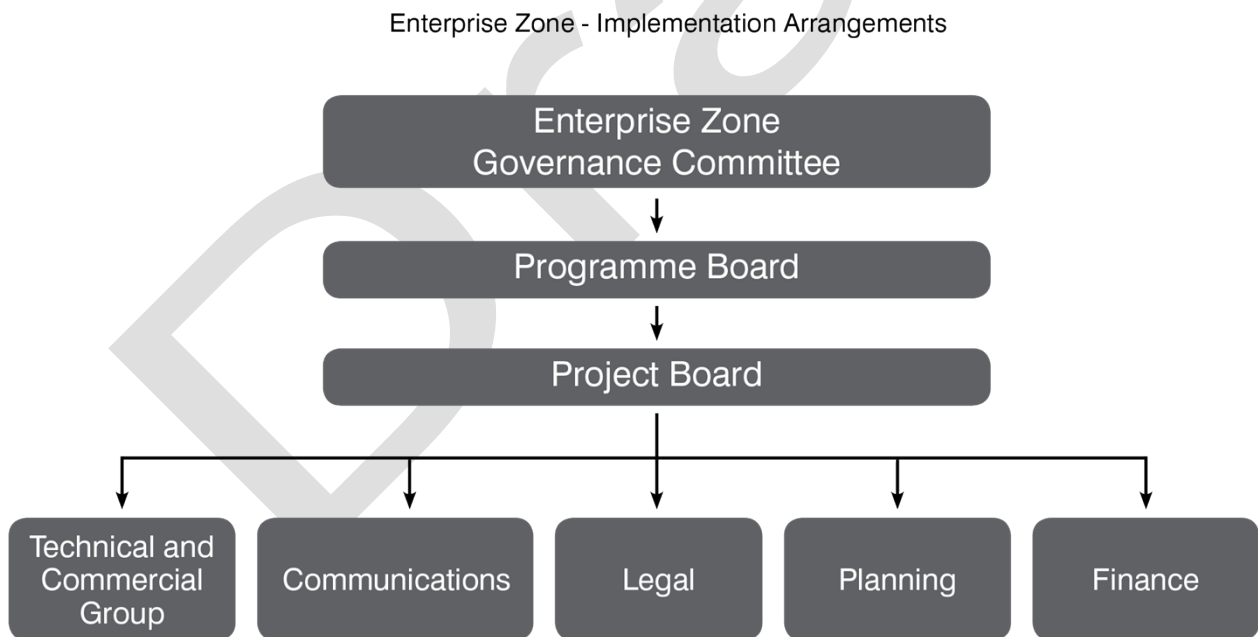 Enterprise Zone - Implementation Arrangements
Enterprise Zone
Governance Committee
Programme Board
Project Board
Technical and
Commercial
Group
Communications
Legal
Planning
Finance